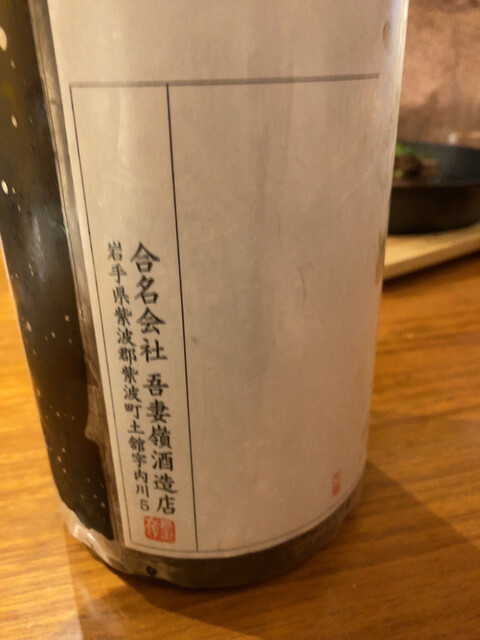 合名会社 吾妻嶺酒造店
岩手県紫波郡紫波町土舘字内川5